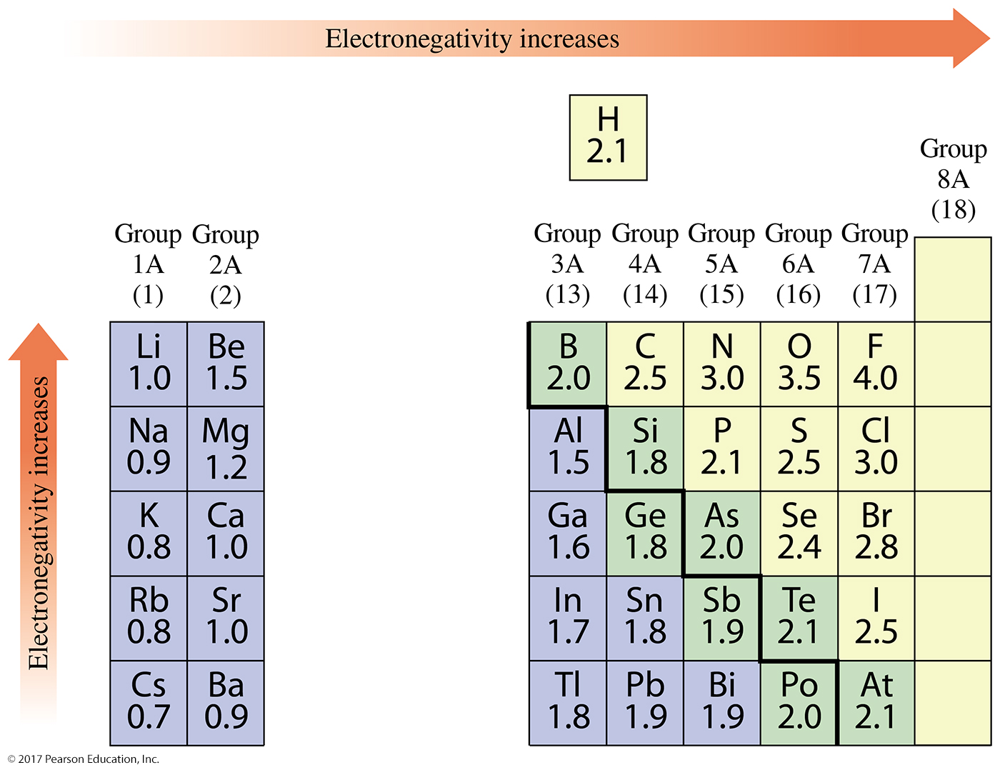 Electronegativity increases
H
2.1
Group
8A
(18)
Group Group Group Group Group Group Group
1A 2A 3A 4A 5A 6A 7A
(1) (2) (13) (14) (15) (16) (17)
Electronegativity increases
Li Be B C N O F
1.0 1.5 2.0 2.5 3.0 3.5 4.0
Na Mg Al Si P S Cl
0.9 1.2 1.5 1.8 2.1 2.5 3.0
K Ca Ga Ge As Se Br
0.8 1.0 1.6 1.8 2.0 2.4 2.8
Rb Sr In Sn Sb Te I
0.8 1.0 1.7 1.8 1.9 2.1 2.5
Cs Ba Tl Pb Bi Po At
0.7 0.9 1.8 1.9 1.9 2.0 2.1
© 2017 Pearson Education, Inc.